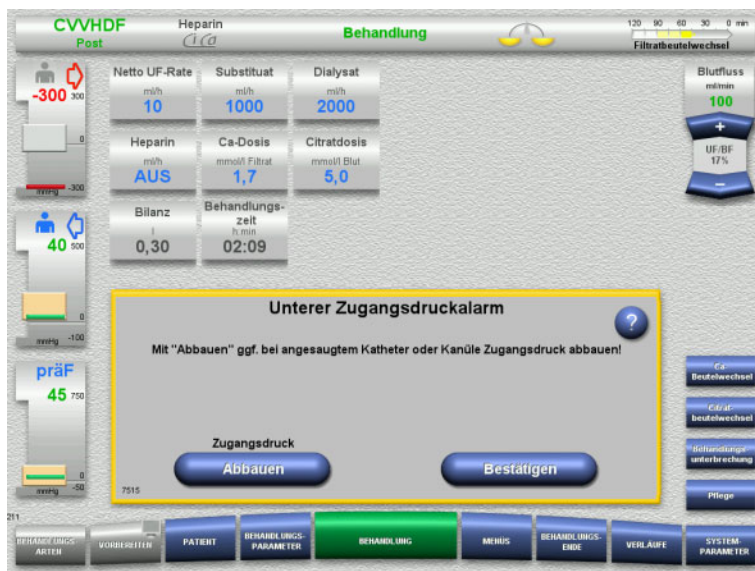 CVVHDF
Post
Heparin
Ci Ca
Behandlung
120 90 60 30 0 min
Filtratbeutelwechsel
-300
300
0
-300
mmHg
40
500
0
-100
mmHg
präF
45
750
0
-50
mmHg
Netto UF-Rate
ml/h
10
Substituat
ml/h
1000
Dialysat
ml/h
2000
Heparin
ml/h
AUS
Ca-Dosis
mmol/l Filtrat
1,7
Citratdosis
mmol/l Blut
5,0
Bilanz
l
0,30
Behandlungs-
zeit
h:min
02:09
Blutfluss
ml/min
100
+
UF/BF
17%
–
Unterer Zugangsdruckalarm
?
Mit "Abbauen" ggf. bei angesaugtem Katheter oder Kanüle Zugangsdruck abbauen!
Zugangsdruck
Abbauen
Bestätigen
7515
Ca-
Beutelwechsel
Citrat-
beutelwechsel
Behandlungs-
unterbrechung
Pflege
211
BEHANDLUNGS-
ARTEN
VORBEREITEN
PATIENT
BEHANDLUNGS-
PARAMETER
BEHANDLUNG
MENÜS
BEHANDLUNGS-
ENDE
VERLÄUFE
SYSTEM-
PARAMETER